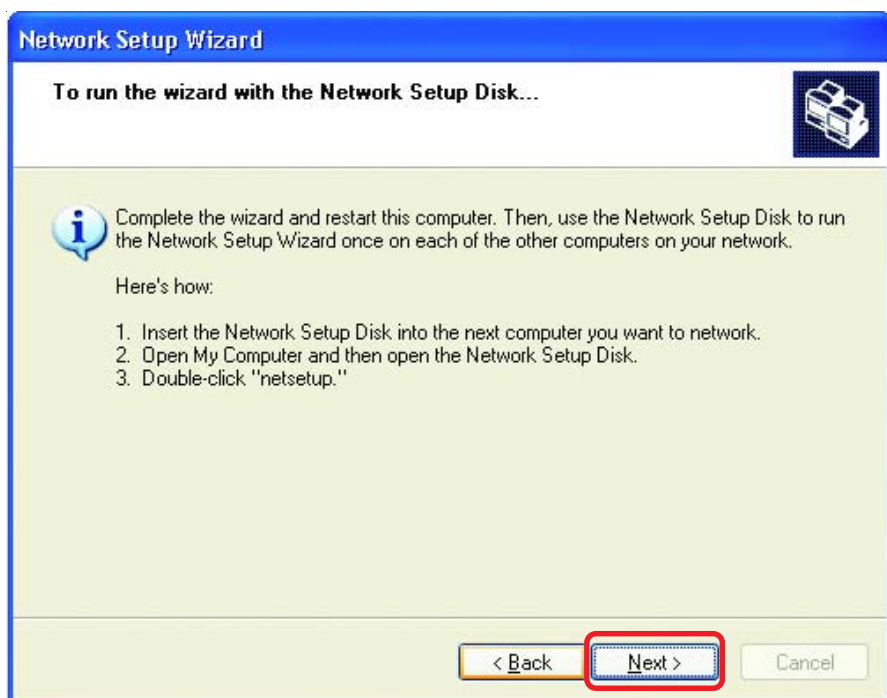 Network Setup Wizard
To run the wizard with the Network Setup Disk...
Complete the wizard and restart this computer. Then, use the Network Setup Disk to run
the Network Setup Wizard once on each of the other computers on your network.
Here's how:
1. Insert the Network Setup Disk into the next computer you want to network.
2. Open My Computer and then open the Network Setup Disk.
3. Double-click "netsetup."
< Back
Next >
Cancel